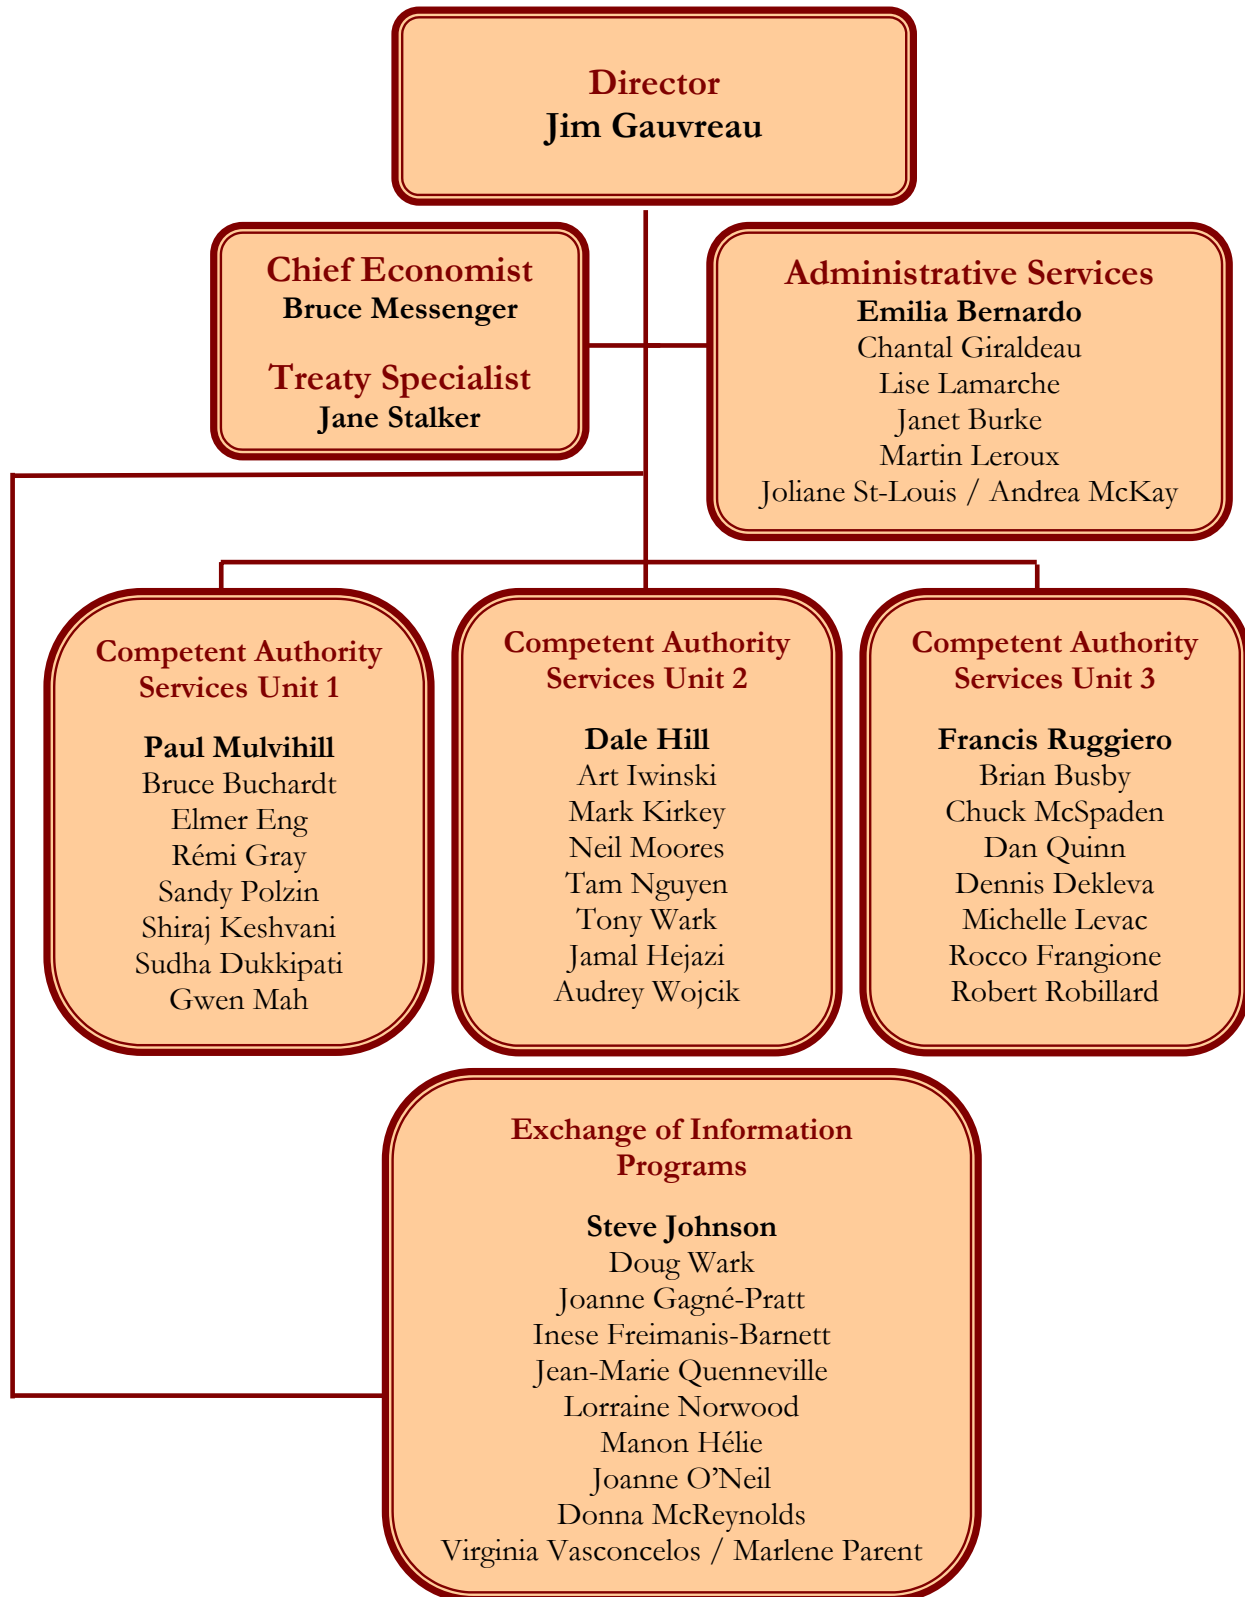 Director
Jim Gauvreau
Chief Economist
Bruce Messenger
Treaty Specialist
Jane Stalker
Administrative Services
Emilia Bernardo
Chantal Giraldeau
Lise Lamarche
Janet Burke
Martin Leroux
Joliane St-Louis / Andrea McKay
Competent Authority
Services Unit 1
Paul Mulvihill
Bruce Buchardt
Elmer Eng
Rémi Gray
Sandy Polzin
Shiraj Keshvani
Sudha Dukkipati
Gwen Mah
Competent Authority
Services Unit 2
Dale Hill
Art Iwinski
Mark Kirkey
Neil Moores
Tam Nguyen
Tony Wark
Jamal Hejazi
Audrey Wojcik
Competent Authority
Services Unit 3
Francis Ruggiero
Brian Busby
Chuck McSpaden
Dan Quinn
Dennis Dekleva
Michelle Levac
Rocco Frangione
Robert Robillard
Exchange of Information
Programs
Steve Johnson
Doug Wark
Joanne Gagné-Pratt
Inese Freimanis-Barnett
Jean-Marie Quenneville
Lorraine Norwood
Manon Hélie
Joanne O’Neil
Donna McReynolds
Virginia Vasconcelos / Marlene Parent